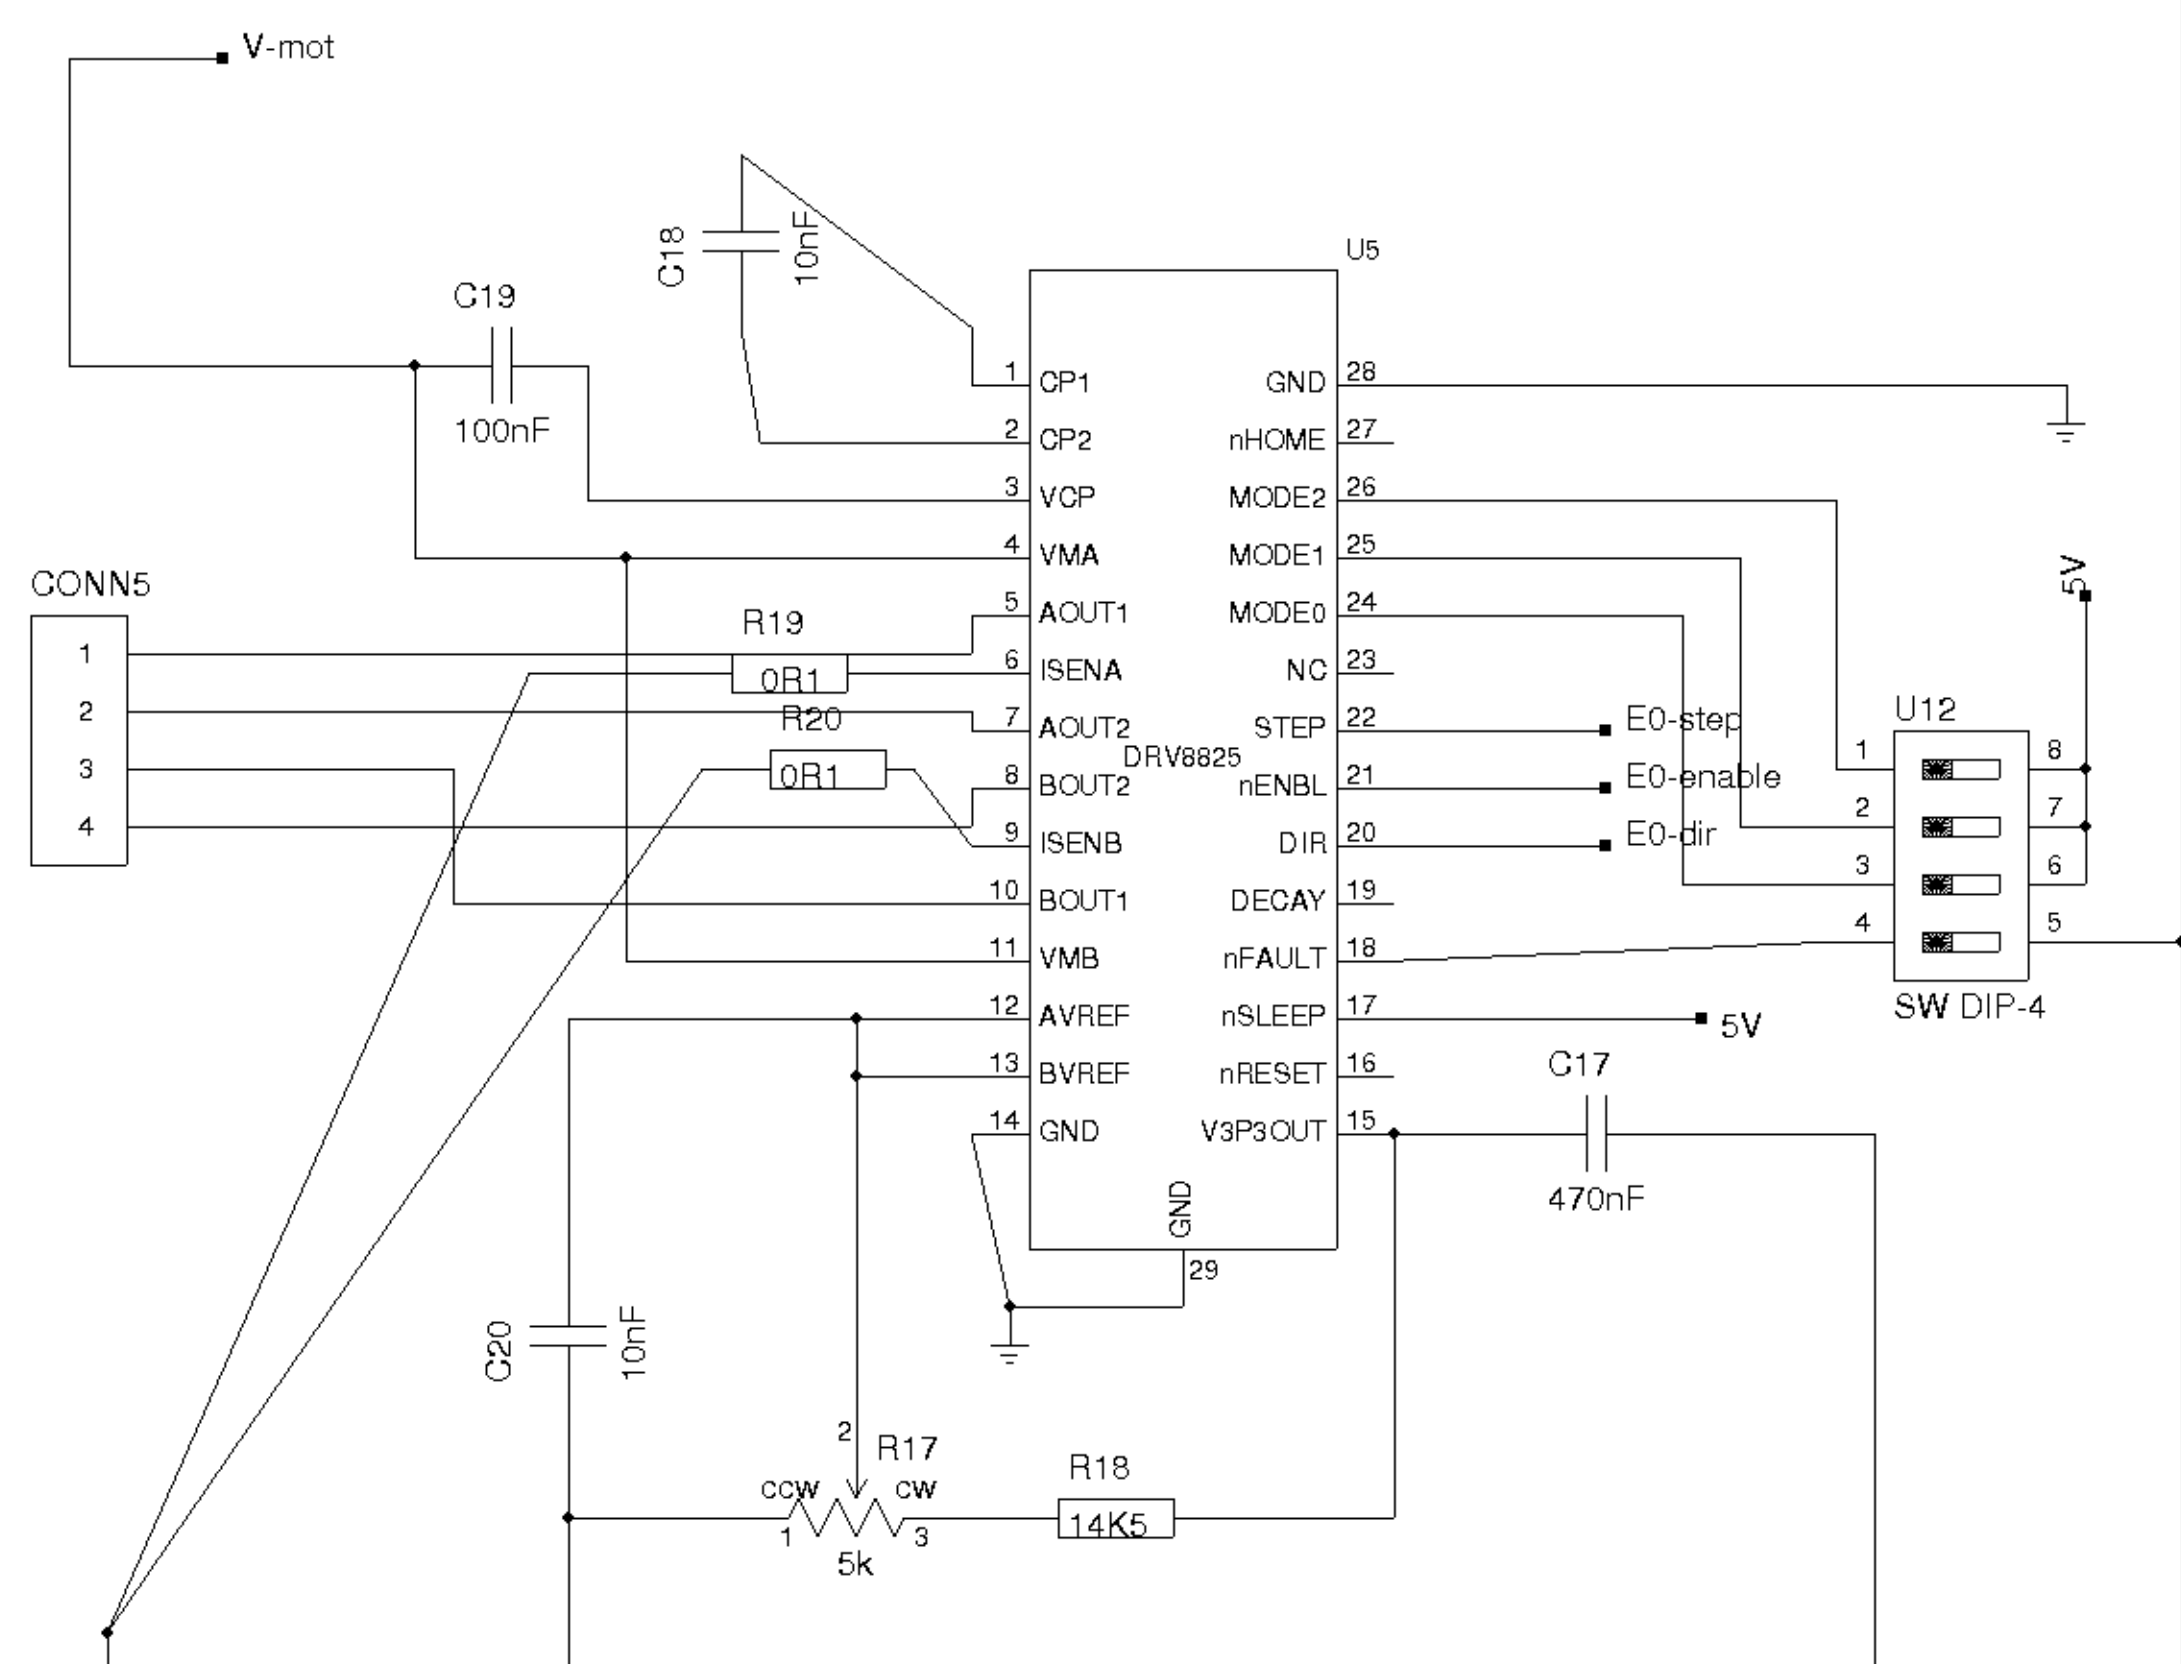 V-mot
C18
10nF
U5
C19
100nF
1 CP1
GND 28
2 CP2
nHOME 27
3 VCP
MODE2 26
4 VMA
MODE1 25
5V
CONN5
5 AOUT1
MODE0 24
R19
1
6 ISENA
NC 23
0R1
2
R20
7 AOUT2
STEP 22
E0-step
U12
DRV8825
3
0R1
8 BOUT2
nENBL 21
E0-enable
1 8
4
9 ISENB
DIR 20
E0-dir
2 7
10 BOUT1
DECAY 19
3 6
11 VMB
nFAULT 18
4 5
SW DIP-4
12 AVREF
nSLEEP 17
5V
13 BVREF
nRESET 16
C17
14 GND
V3P3OUT 15
470nF
GND
29
C20
10nF
2
R17
ccw cw
1 3
5k
R18
14K5